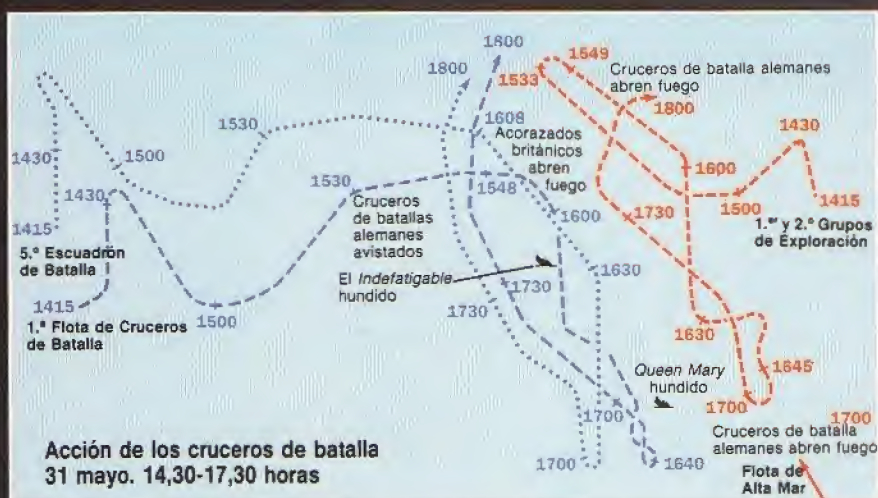 1800
1800
1549
1533
Cruceros de batalla alemanes
abren fuego
1800
1608
1530
Acorazados
británicos
abren
fuego
1430
1430
1500
1600
1430
1530
1548
1415
1415
Cruceros
de batallas
alemanes
avistados
1600
1730
1500
1.er y 2.º Grupos
de Exploración
5.º Escuadrón
de Batalla
El Indefatigable
hundido
1630
1415
1500
1730
1730
1630
1.ª Flota de Cruceros
de Batalla
Queen Mary
hundido
1645
1700
1700
1700
Cruceros de batalla
alemanes abren fuego
Acción de los cruceros de batalla
31 mayo. 14,30-17,30 horas
1700
1640
Flota de
Alta Mar